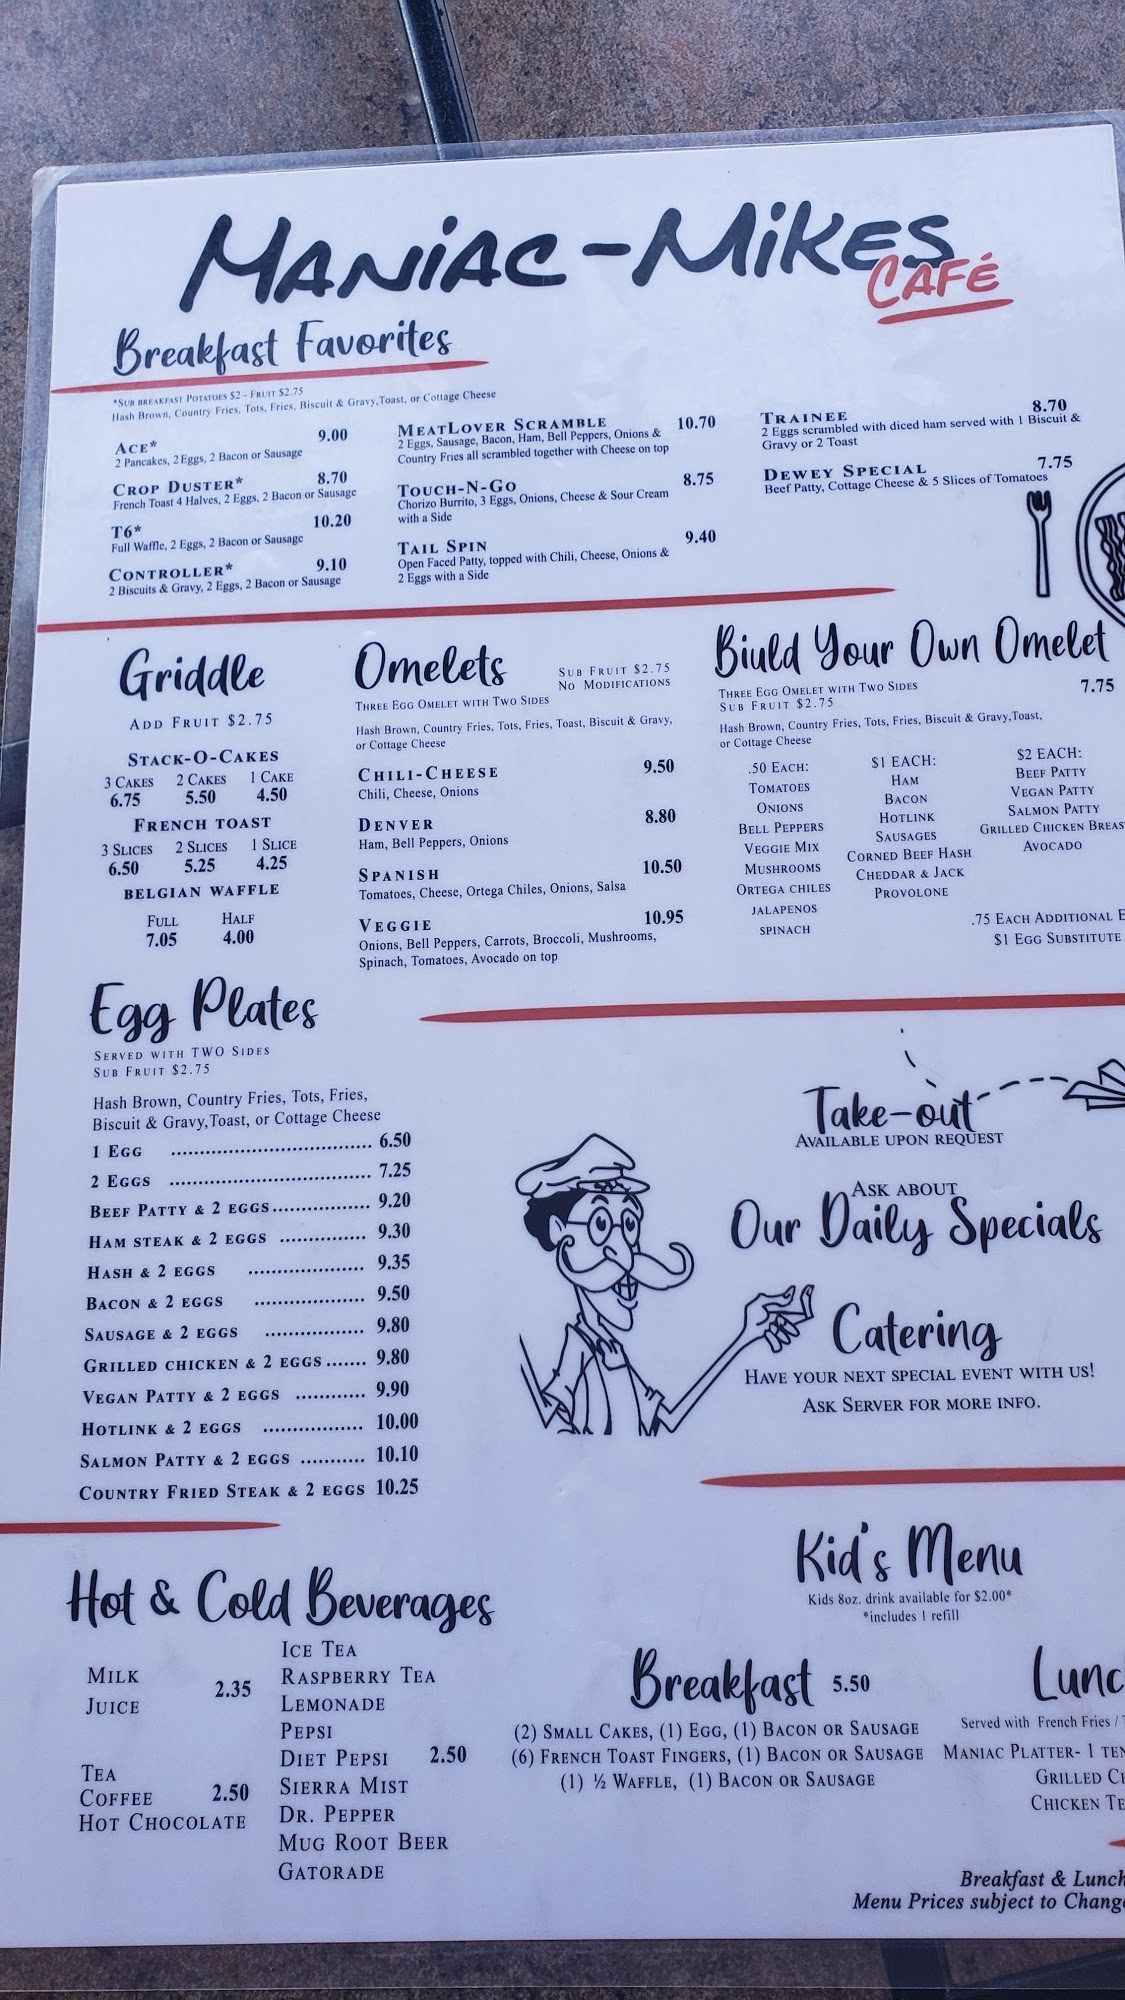 Maniac-Mikes
Café
Breakfast Favorites
*Sub breakfast Potatoes $2 - Fruit $2.75
Hash Brown, Country Fries, Tots, Fries, Biscuit & Gravy,Toast, or Cottage Cheese
Ace* 9.00
2 Pancakes, 2 Eggs, 2 Bacon or Sausage
Crop Duster* 8.70
French Toast 4 Halves, 2 Eggs, 2 Bacon or Sausage
T6* 10.20
Full Waffle, 2 Eggs, 2 Bacon or Sausage
Controller* 9.10
2 Biscuits & Gravy, 2 Eggs, 2 Bacon or Sausage
MeatLover Scramble 10.70
2 Eggs, Sausage, Bacon, Ham, Bell Peppers, Onions &
Country Fries all scrambled together with Cheese on top
Touch-N-Go 8.75
Chorizo Burrito, 3 Eggs, Onions, Cheese & Sour Cream
with a Side
Tail Spin 9.40
Open Faced Patty, topped with Chili, Cheese, Onions &
2 Eggs with a Side
Trainee 8.70
2 Eggs scrambled with diced ham served with 1 Biscuit &
Gravy or 2 Toast
Dewey Special 7.75
Beef Patty, Cottage Cheese & 5 Slices of Tomatoes
Griddle
Add Fruit $2.75
Stack-O-Cakes
3 Cakes 2 Cakes 1 Cake
6.75 5.50 4.50
French Toast
3 Slices 2 Slices 1 Slice
6.50 5.25 4.25
Belgian Waffle
Full Half
7.05 4.00
Omelets
Sub Fruit $2.75
No Modifications
Three Egg Omelet with Two Sides
Hash Brown, Country Fries, Tots, Fries, Toast, Biscuit & Gravy,
or Cottage Cheese
Chili-Cheese 9.50
Chili, Cheese, Onions
Denver 8.80
Ham, Bell Peppers, Onions
Spanish 10.50
Tomatoes, Cheese, Ortega Chiles, Onions, Salsa
Veggie 10.95
Onions, Bell Peppers, Carrots, Broccoli, Mushrooms,
Spinach, Tomatoes, Avocado on top
Biuld Your Own Omelet
7.75
Three Egg Omelet with Two Sides
Sub Fruit $2.75
Hash Brown, Country Fries, Tots, Fries, Biscuit & Gravy,Toast,
or Cottage Cheese
.50 Each:
Tomatoes
Onions
Bell Peppers
Veggie Mix
Mushrooms
Ortega chiles
jalapenos
spinach
$1 Each:
Ham
Bacon
Hotlink
Sausages
Corned Beef Hash
Cheddar & Jack
Provolone
$2 Each:
Beef Patty
Vegan Patty
Salmon Patty
Grilled Chicken Breas
Avocado
.75 Each Additional E
$1 Egg Substitute
Egg Plates
Served with TWO Sides
Sub Fruit $2.75
Hash Brown, Country Fries, Tots, Fries,
Biscuit & Gravy,Toast, or Cottage Cheese
1 Egg 6.50
2 Eggs 7.25
Beef Patty & 2 eggs 9.20
Ham steak & 2 eggs 9.30
Hash & 2 eggs 9.35
Bacon & 2 eggs 9.50
Sausage & 2 eggs 9.80
Grilled chicken & 2 eggs 9.80
Vegan Patty & 2 eggs 9.90
Hotlink & 2 eggs 10.00
Salmon Patty & 2 eggs 10.10
Country Fried Steak & 2 eggs 10.25
Take-out
Available upon request
Ask about
Our Daily Specials
Catering
Have your next special event with us!
Ask Server for more info.
Hot & Cold Beverages
Milk
Juice
2.35
Tea
Coffee 2.50
Hot Chocolate
Ice Tea
Raspberry Tea
Lemonade
Pepsi
Diet Pepsi 2.50
Sierra Mist
Dr. Pepper
Mug Root Beer
Gatorade
Kid's Menu
Kids 8oz. drink available for $2.00*
*includes 1 refill
Breakfast 5.50
(2) Small Cakes, (1) Egg, (1) Bacon or Sausage
(6) French Toast Fingers, (1) Bacon or Sausage
(1) ½ Waffle, (1) Bacon or Sausage
Lunc
Served with French Fries /
Maniac Platter- 1 ten
Grilled Ch
Chicken Te
Breakfast & Lunch
Menu Prices subject to Change